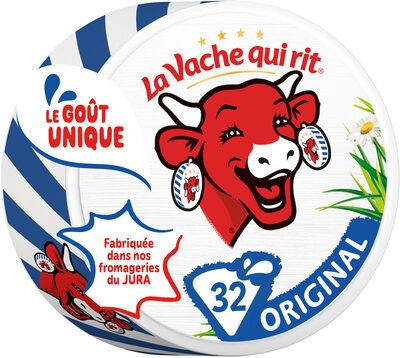 La Vache qui rit®
LE GOÛT
UNIQUE
Fabriquée
dans nos
fromageries
du JURA
32
ORIGINAL